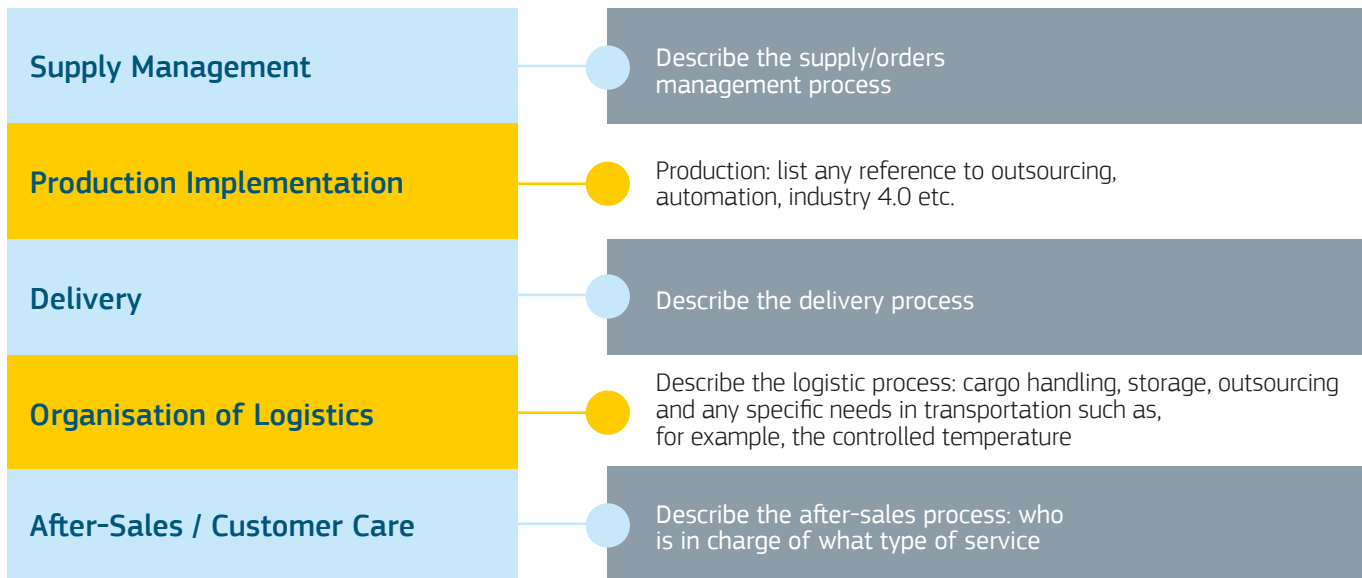 Supply Management
Describe the supply/orders
management process
Production Implementation
Production: list any reference to outsourcing,
automation, industry 4.0 etc.
Delivery
Describe the delivery process
Organisation of Logistics
Describe the logistic process: cargo handling, storage, outsourcing
and any specific needs in transportation such as,
for example, the controlled temperature
After-Sales / Customer Care
Describe the after-sales process: who
is in charge of what type of service